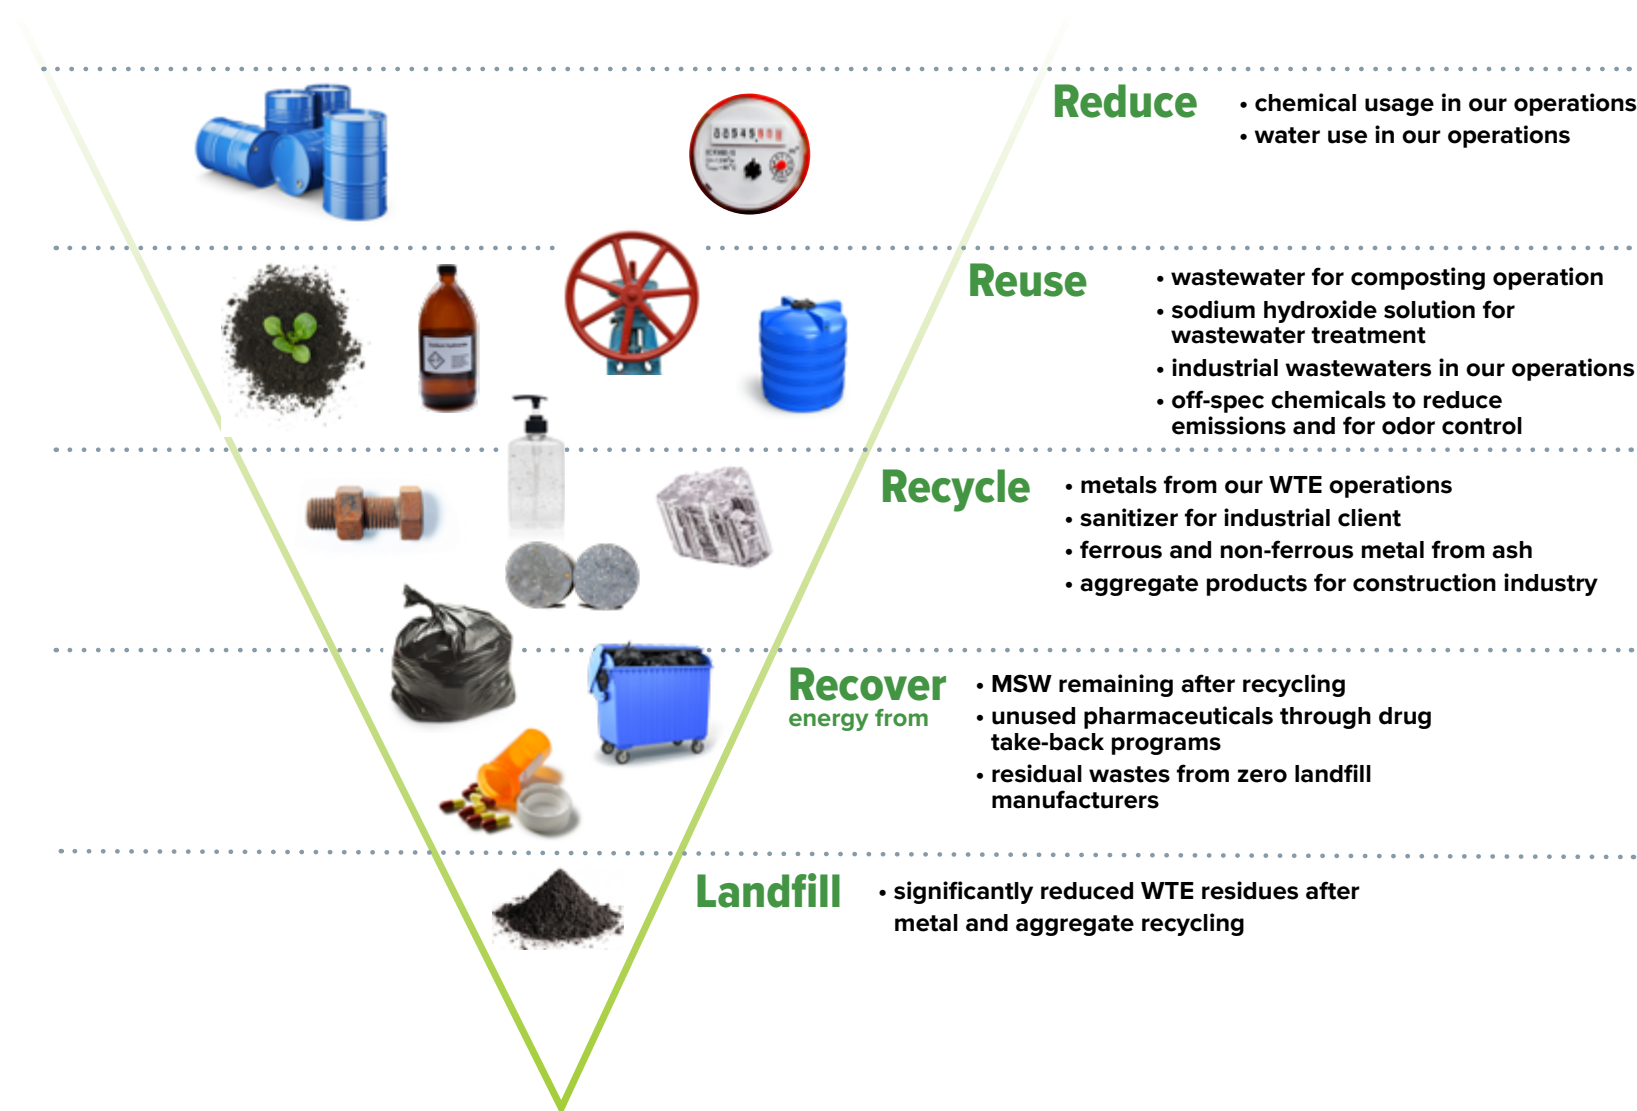 Reduce
• chemical usage in our operations
• water use in our operations
Reuse
• wastewater for composting operation
• sodium hydroxide solution for
wastewater treatment
• industrial wastewaters in our operations
• off-spec chemicals to reduce
emissions and for odor control
Recycle
• metals from our WTE operations
• sanitizer for industrial client
• ferrous and non-ferrous metal from ash
• aggregate products for construction industry
Recover
energy from
• MSW remaining after recycling
• unused pharmaceuticals through drug
take-back programs
• residual wastes from zero landfill
manufacturers
Landfill
• significantly reduced WTE residues after
metal and aggregate recycling